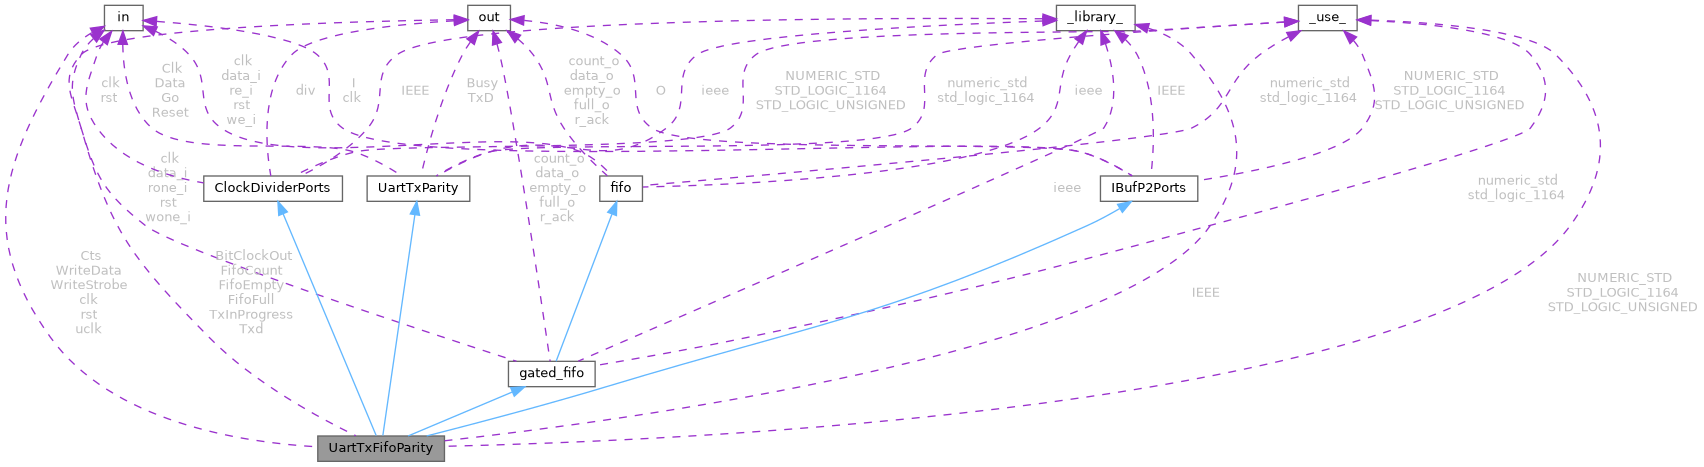 in
out
_library_
_use_
clk
rst
Clk
Data
Go
Reset
clk
data_i
re_i
rst
we_i
div
I
clk
IEEE
Busy
TxD
count_o
data_o
empty_o
full_o
r_ack
O
ieee
NUMERIC_STD
STD_LOGIC_1164
STD_LOGIC_UNSIGNED
numeric_std
std_logic_1164
ieee
IEEE
numeric_std
std_logic_1164
NUMERIC_STD
STD_LOGIC_1164
STD_LOGIC_UNSIGNED
clk
data_i
rone_i
rst
wone_i
ClockDividerPorts
UartTxParity
count_o
data_o
empty_o
full_o
r_ack
fifo
ieee
IBufP2Ports
numeric_std
std_logic_1164
Cts
WriteData
WriteStrobe
clk
rst
uclk
BitClockOut
FifoCount
FifoEmpty
FifoFull
TxInProgress
Txd
IEEE
NUMERIC_STD
STD_LOGIC_1164
STD_LOGIC_UNSIGNED
gated_fifo
UartTxFifoParity